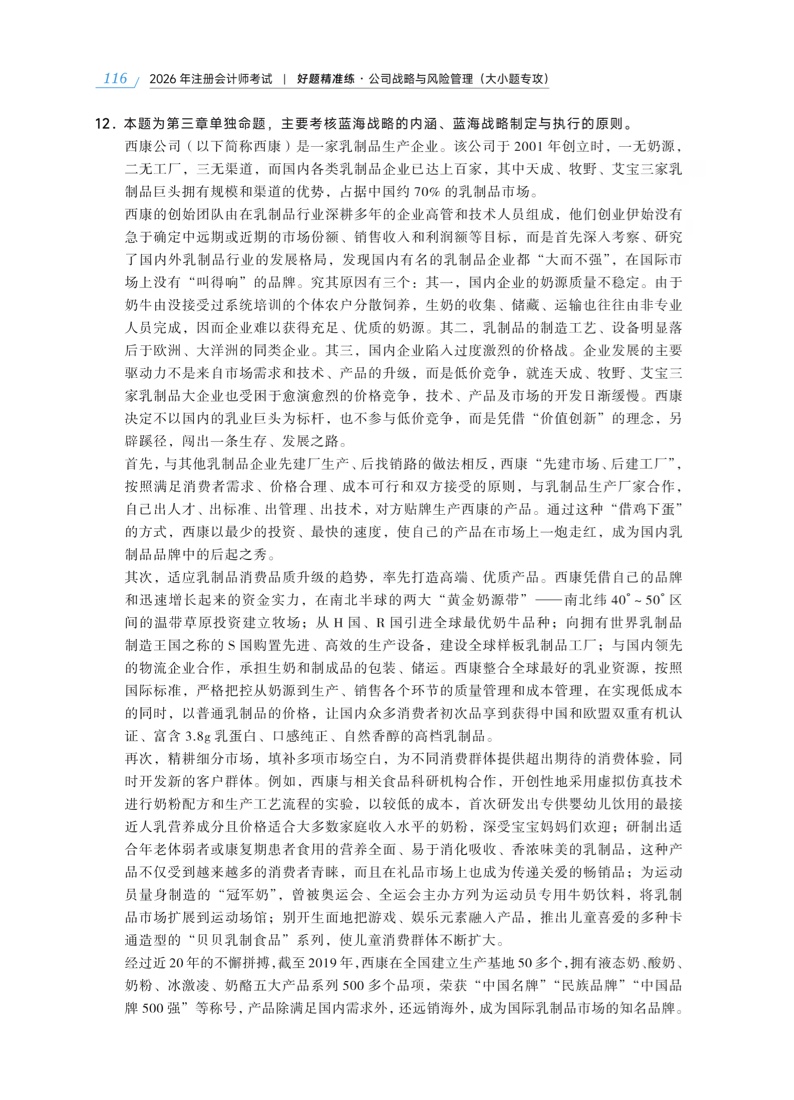 116 2026 年注册会计师考试 | 好题精准练 · 公司战略与风险管理（大小题专攻）
12. 本题为第三章单独命题，主要考核蓝海战略的内涵、蓝海战略制定与执行的原则。
西康公司（以下简称西康）是一家乳制品生产企业。该公司于 2001 年创立时，一无奶源，
二无工厂，三无渠道，而国内各类乳制品企业已达上百家，其中天成、牧野、艾宝三家乳
制品巨头拥有规模和渠道的优势，占据中国约 70% 的乳制品市场。
西康的创始团队由在乳制品行业深耕多年的企业高管和技术人员组成，他们创业伊始没有
急于确定中远期或近期的市场份额、销售收入和利润额等目标，而是首先深入考察、研究
了国内外乳制品行业的发展格局，发现国内有名的乳制品企业都“大而不强”，在国际市
场上没有“叫得响”的品牌。究其原因有三个：其一，国内企业的奶源质量不稳定。由于
奶牛由没接受过系统培训的个体农户分散饲养，生奶的收集、储藏、运输也往往由非专业
人员完成，因而企业难以获得充足、优质的奶源。其二，乳制品的制造工艺、设备明显落
后于欧洲、大洋洲的同类企业。其三，国内企业陷入过度激烈的价格战。企业发展的主要
驱动力不是来自市场需求和技术、产品的升级，而是低价竞争，就连天成、牧野、艾宝三
家乳制品大企业也受困于愈演愈烈的价格竞争，技术、产品及市场的开发日渐缓慢。西康
决定不以国内的乳业巨头为标杆，也不参与低价竞争，而是凭借“价值创新”的理念，另
辟蹊径，闯出一条生存、发展之路。
首先，与其他乳制品企业先建厂生产、后找销路的做法相反，西康“先建市场、后建工厂”，
按照满足消费者需求、价格合理、成本可行和双方接受的原则，与乳制品生产厂家合作，
自己出人才、出标准、出管理、出技术，对方贴牌生产西康的产品。通过这种“借鸡下蛋”
的方式，西康以最少的投资、最快的速度，使自己的产品在市场上一炮走红，成为国内乳
制品品牌中的后起之秀。
其次，适应乳制品消费品质升级的趋势，率先打造高端、优质产品。西康凭借自己的品牌
和迅速增长起来的资金实力，在南北半球的两大“黄金奶源带”——南北纬 40° ~ 50° 区
间的温带草原投资建立牧场；从 H 国、R 国引进全球最优奶牛品种；向拥有世界乳制品
制造王国之称的 S 国购置先进、高效的生产设备，建设全球样板乳制品工厂；与国内领先
的物流企业合作，承担生奶和制成品的包装、储运。西康整合全球最好的乳业资源，按照
国际标准，严格把控从奶源到生产、销售各个环节的质量管理和成本管理，在实现低成本
的同时，以普通乳制品的价格，让国内众多消费者初次品享到获得中国和欧盟双重有机认
证、富含 3.8g 乳蛋白、口感纯正、自然香醇的高档乳制品。
再次，精耕细分市场，填补多项市场空白，为不同消费群体提供超出期待的消费体验，同
时开发新的客户群体。例如，西康与相关食品科研机构合作，开创性地采用虚拟仿真技术
进行奶粉配方和生产工艺流程的实验，以较低的成本，首次研发出专供婴幼儿饮用的最接
近人乳营养成分且价格适合大多数家庭收入水平的奶粉，深受宝宝妈妈们欢迎；研制出适
合年老体弱者或康复期患者食用的营养全面、易于消化吸收、香浓味美的乳制品，这种产
品不仅受到越来越多的消费者青睐，而且在礼品市场上也成为传递关爱的畅销品；为运动
员量身制造的“冠军奶”，曾被奥运会、全运会主办方列为运动员专用牛奶饮料，将乳制
品市场扩展到运动场馆；别开生面地把游戏、娱乐元素融入产品，推出儿童喜爱的多种卡
通造型的“贝贝乳制食品”系列，使儿童消费群体不断扩大。
经过近 20 年的不懈拼搏，截至 2019 年，西康在全国建立生产基地 50 多个，拥有液态奶、酸奶、
奶粉、冰激凌、奶酪五大产品系列 500 多个品项，荣获“中国名牌”“民族品牌”“中国品
牌 500 强”等称号，产品除满足国内需求外，还远销海外，成为国际乳制品市场的知名品牌。